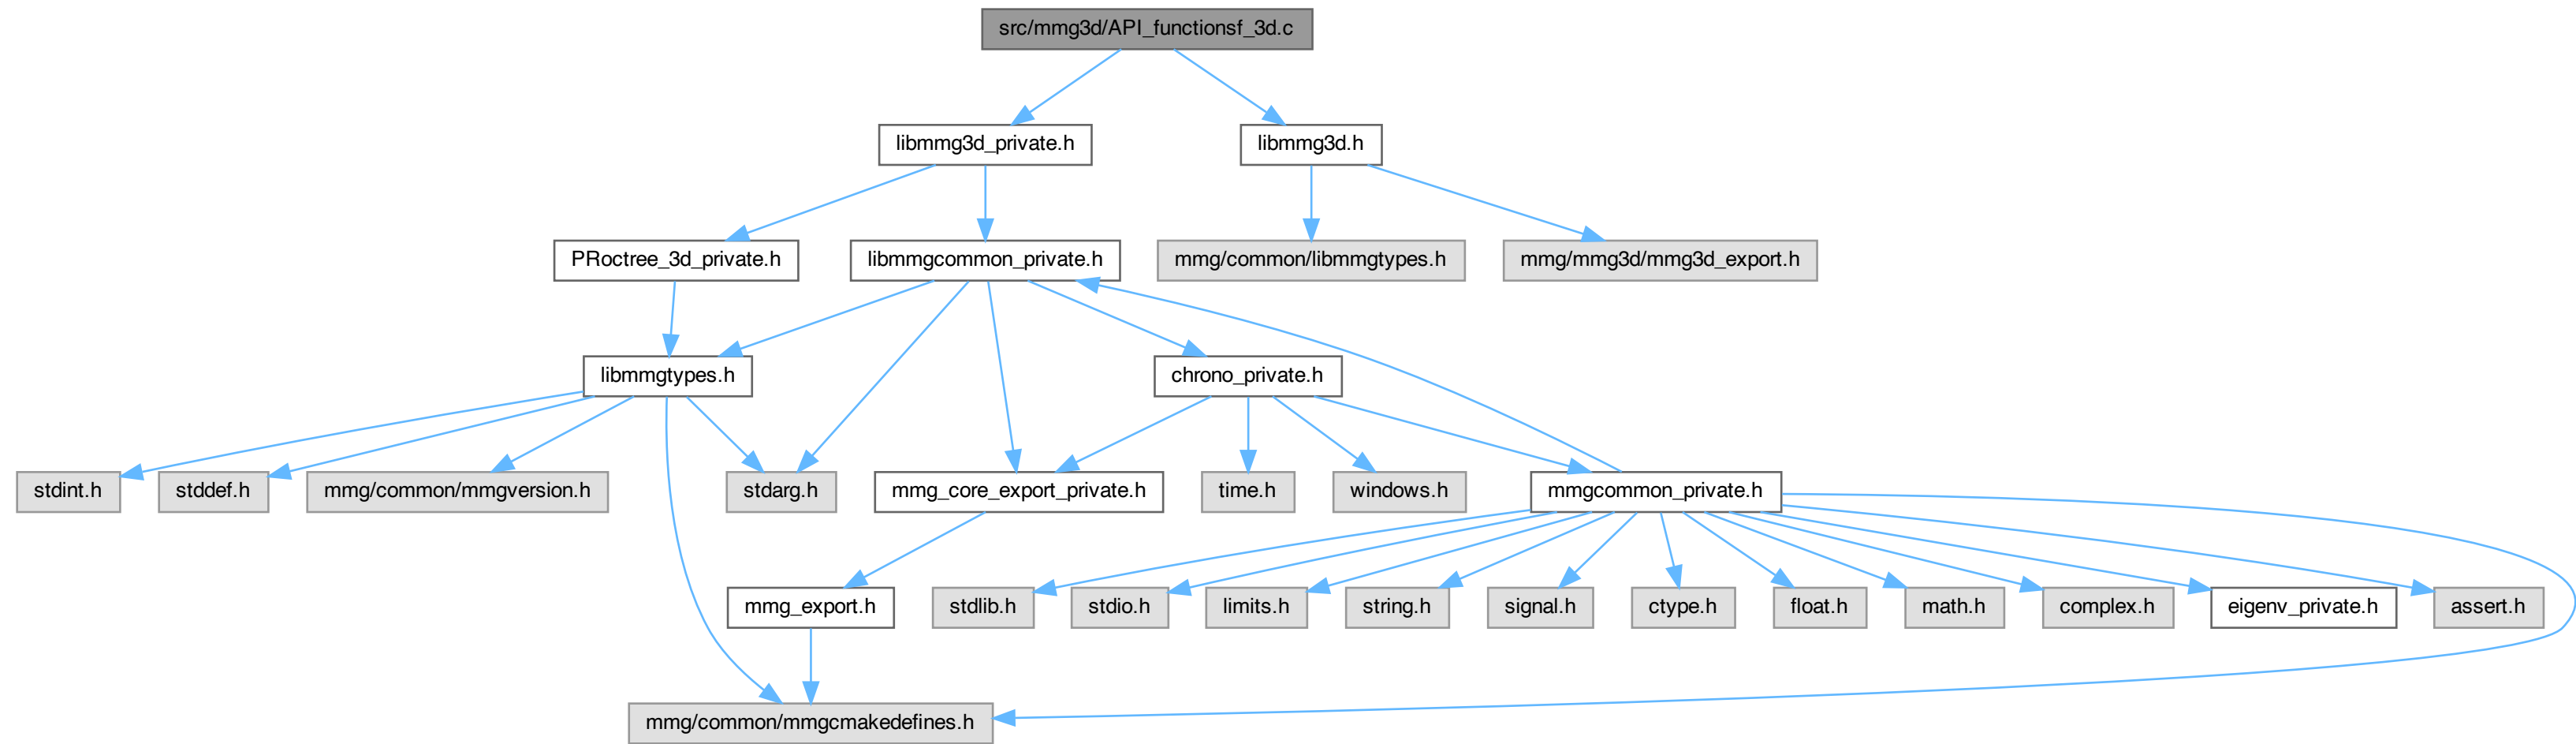 src/mmg3d/API_functionsf_3d.c
libmmg3d_private.h
libmmg3d.h
PRoctree_3d_private.h
libmmgcommon_private.h
mmg/common/libmmgtypes.h
mmg/mmg3d/mmg3d_export.h
libmmgtypes.h
chrono_private.h
stdint.h
stddef.h
mmg/common/mmgversion.h
stdarg.h
mmg_core_export_private.h
time.h
windows.h
mmgcommon_private.h
mmg_export.h
stdlib.h
stdio.h
limits.h
string.h
signal.h
ctype.h
float.h
math.h
complex.h
eigenv_private.h
assert.h
mmg/common/mmgcmakedefines.h